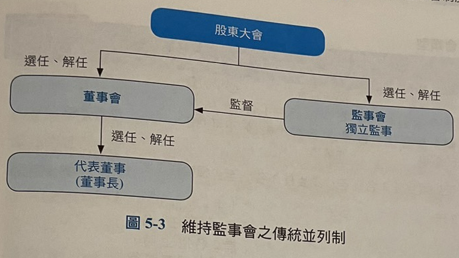 股東大會
選任、解任
選任、解任
董事會
監督
監事會
獨立監事
選任、解任
代表董事
(董事長)
圖 5-3 維持監事會之傳統並列制